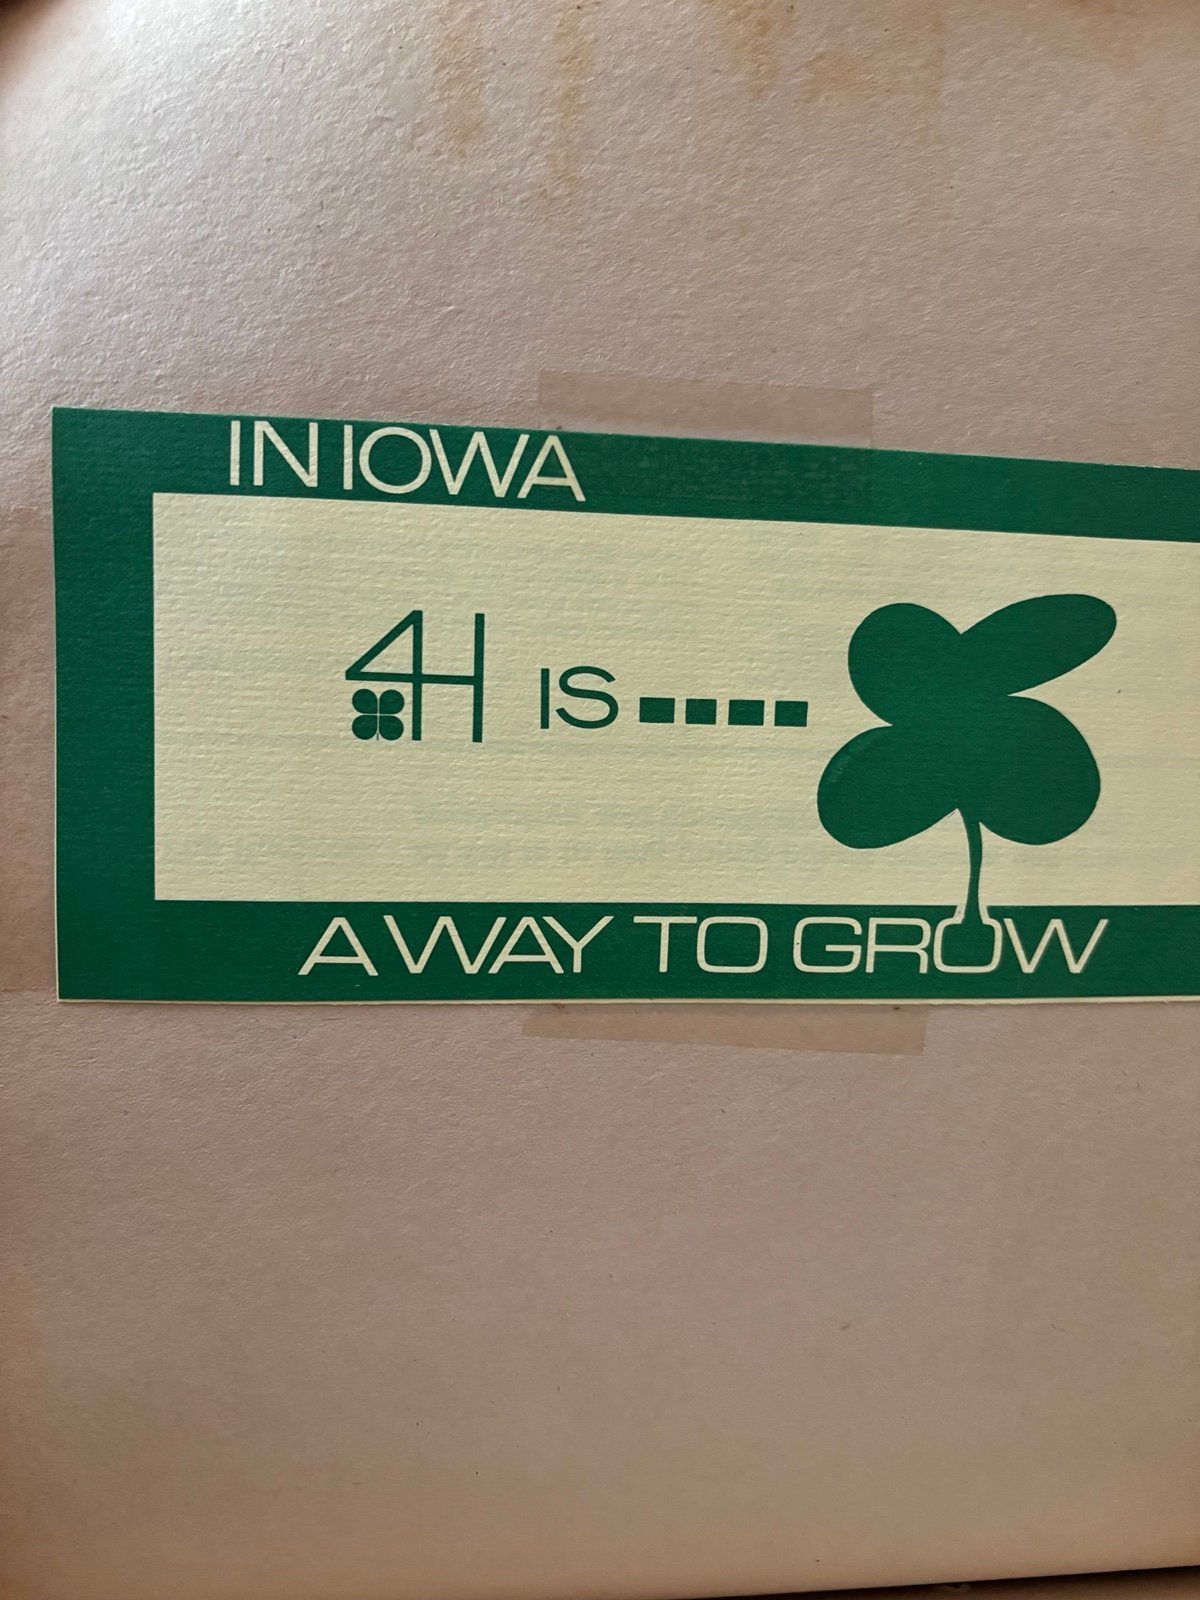 IN IOWA
4H IS....
A WAY TO GROW